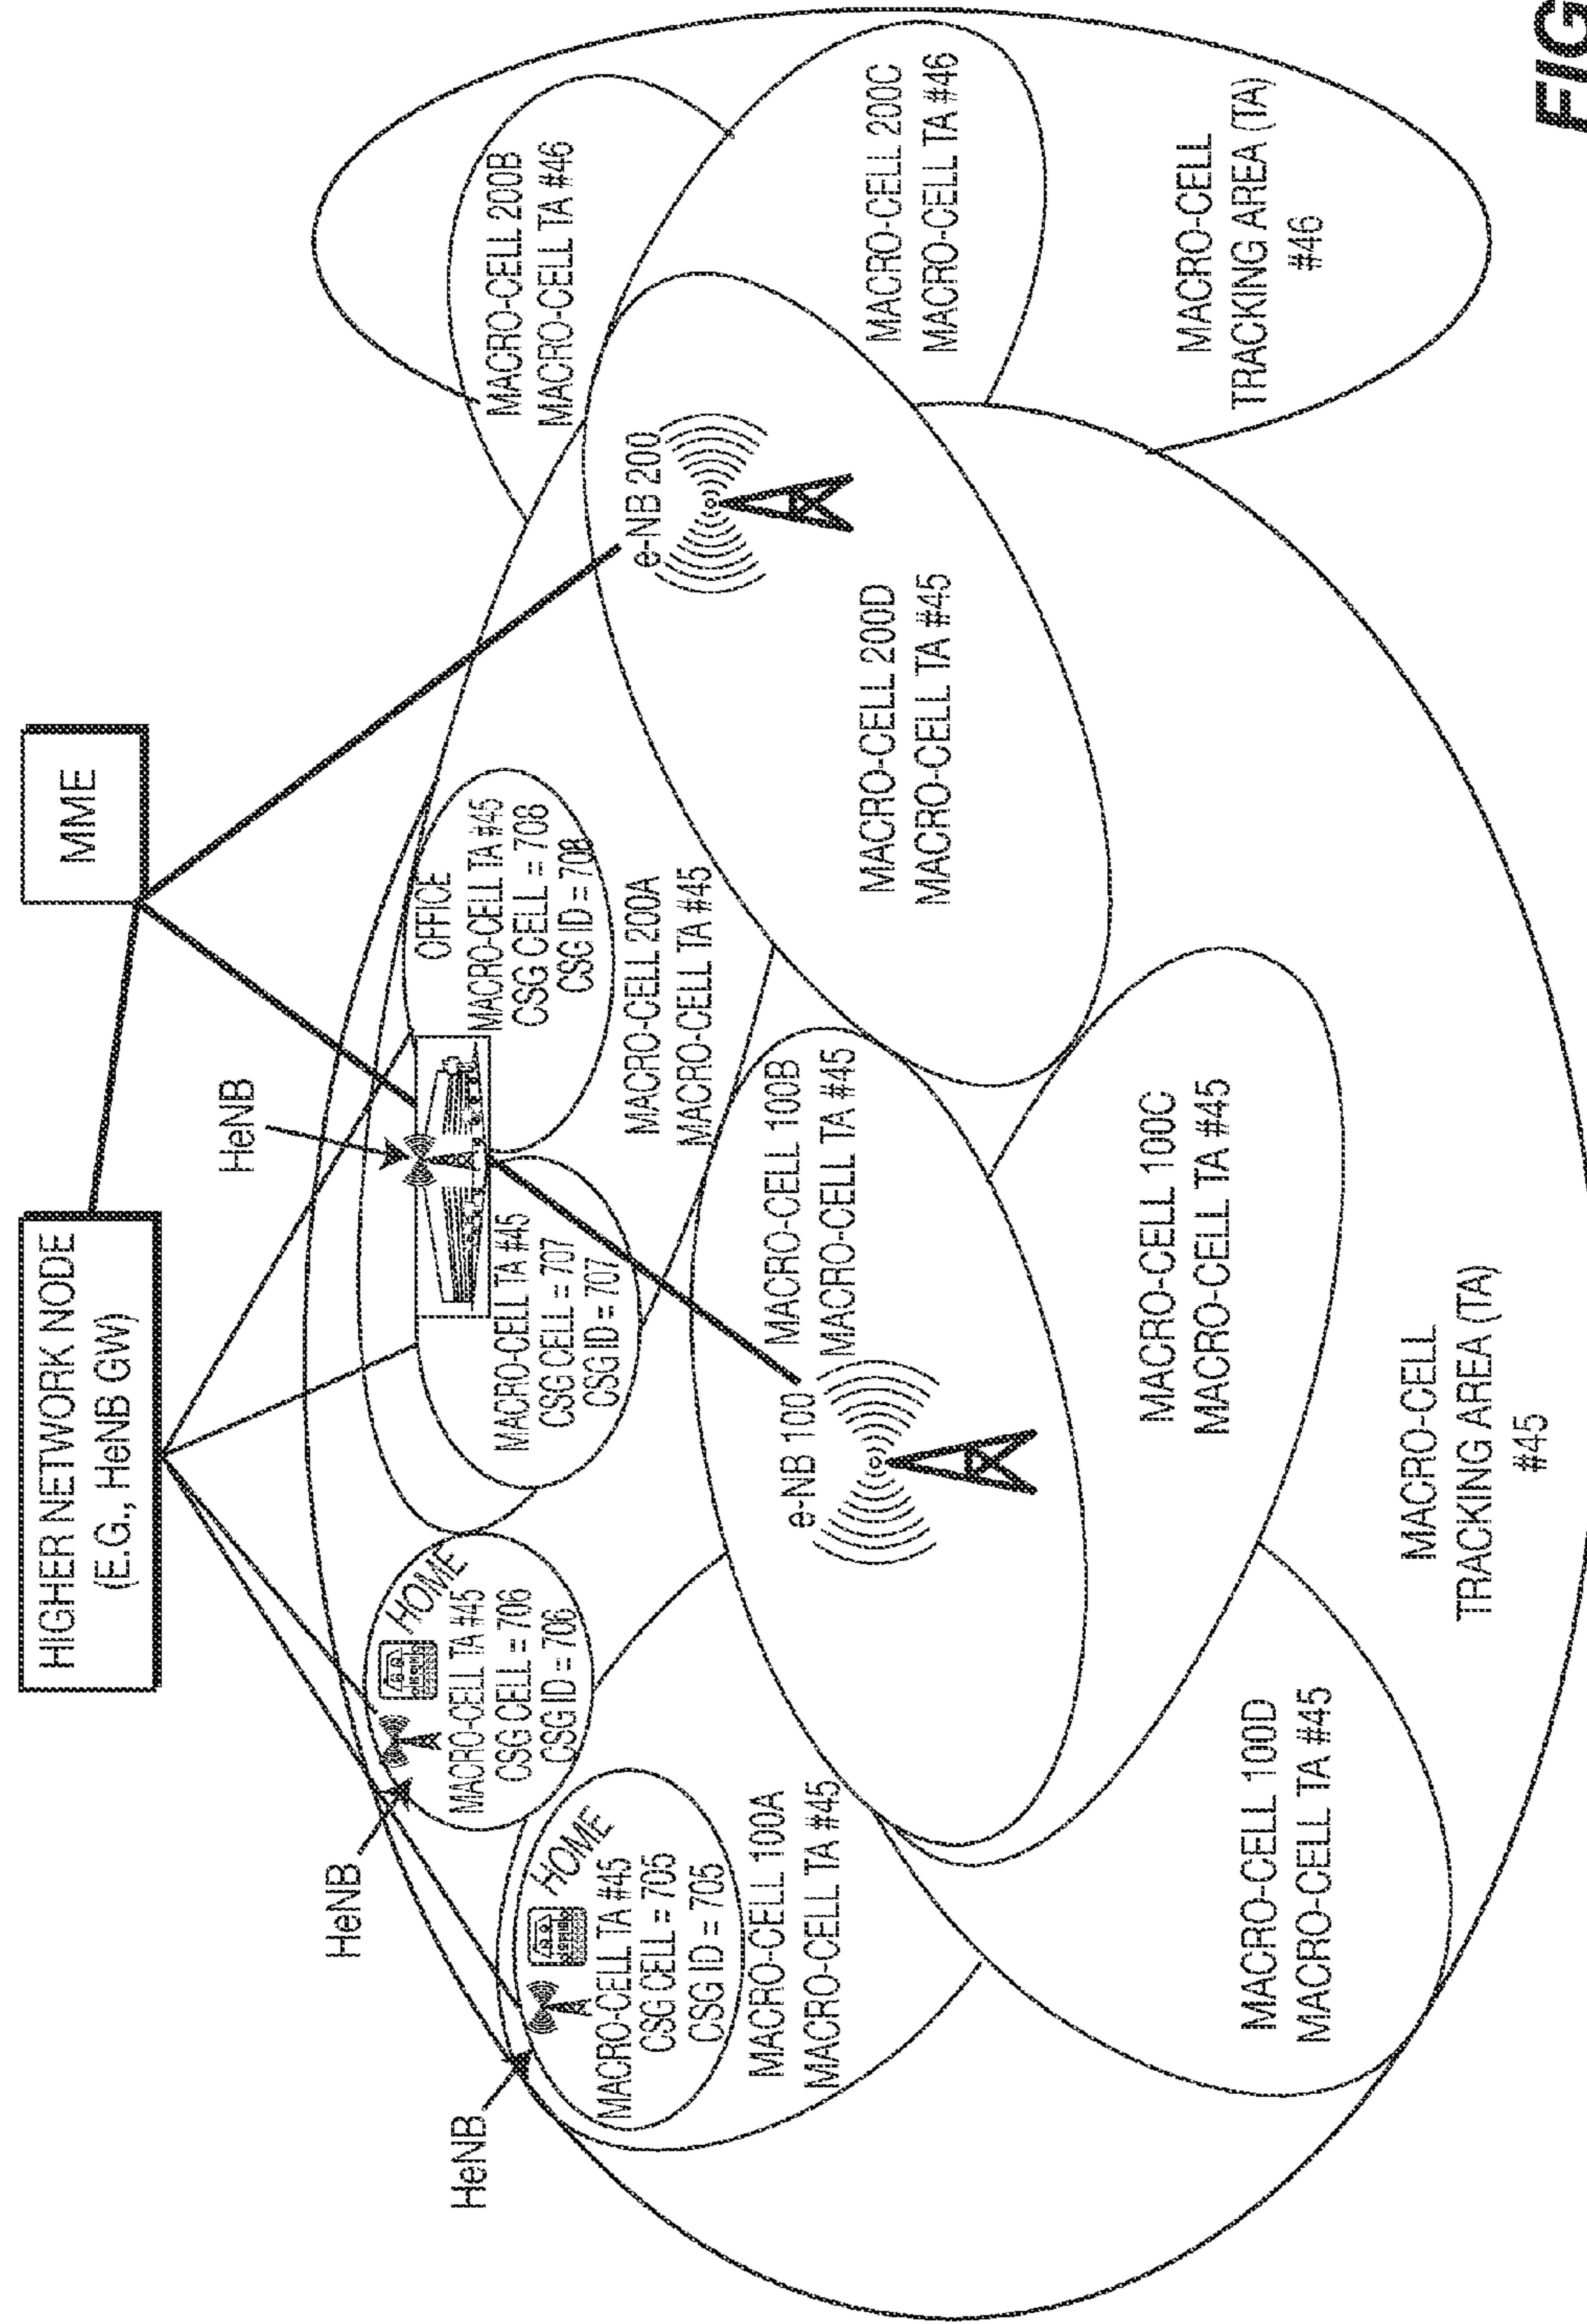 HIGHER NETWORK NODE
(E.G., HeNB GW)
MME
HeNB
HeNB
HeNB
HOME
MACRO-CELL TA #45
CSG CELL = 705
CSG ID = 705
HOME
MACRO-CELL TA #45
CSG CELL = 706
CSG ID = 706
MACRO-CELL TA #45
CSG CELL = 707
CSG ID = 707
OFFICE
MACRO-CELL TA #45
CSG CELL = 708
CSG ID = 708
MACRO-CELL 100A
MACRO-CELL TA #45
MACRO-CELL 200A
MACRO-CELL TA #45
MACRO-CELL 200B
MACRO-CELL TA #46
e-NB 100
MACRO-CELL 100B
MACRO-CELL TA #45
e-NB 200
MACRO-CELL 200D
MACRO-CELL TA #45
MACRO-CELL 200C
MACRO-CELL TA #46
MACRO-CELL 100C
MACRO-CELL TA #45
MACRO-CELL 100D
MACRO-CELL TA #45
MACRO-CELL
TRACKING AREA (TA)
#46
MACRO-CELL
TRACKING AREA (TA)
#45
FIG